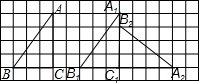 A A₁
B₂
B C B₁ C₁ A₂